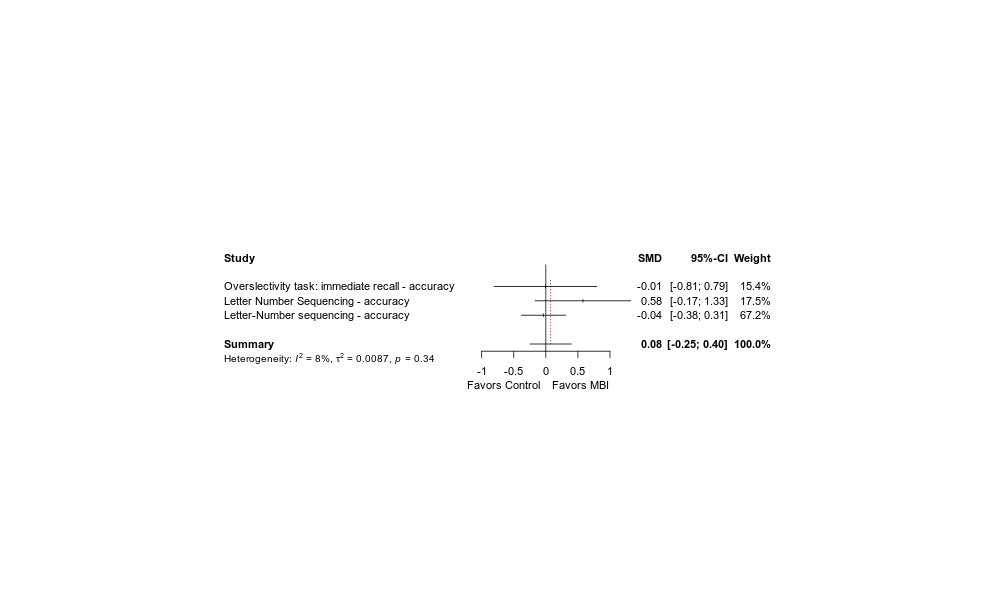 Study SMD 95%-CI Weight
Overslectivity task: immediate recall - accuracy -0.01 [-0.81; 0.79] 15.4%
Letter Number Sequencing - accuracy 0.58 [-0.17; 1.33] 17.5%
Letter-Number sequencing - accuracy -0.04 [-0.38; 0.31] 67.2%
Summary 0.08 [-0.25; 0.40] 100.0%
Heterogeneity: I² = 8%, τ² = 0.0087, p = 0.34
-1 -0.5 0 0.5 1
Favors Control Favors MBI